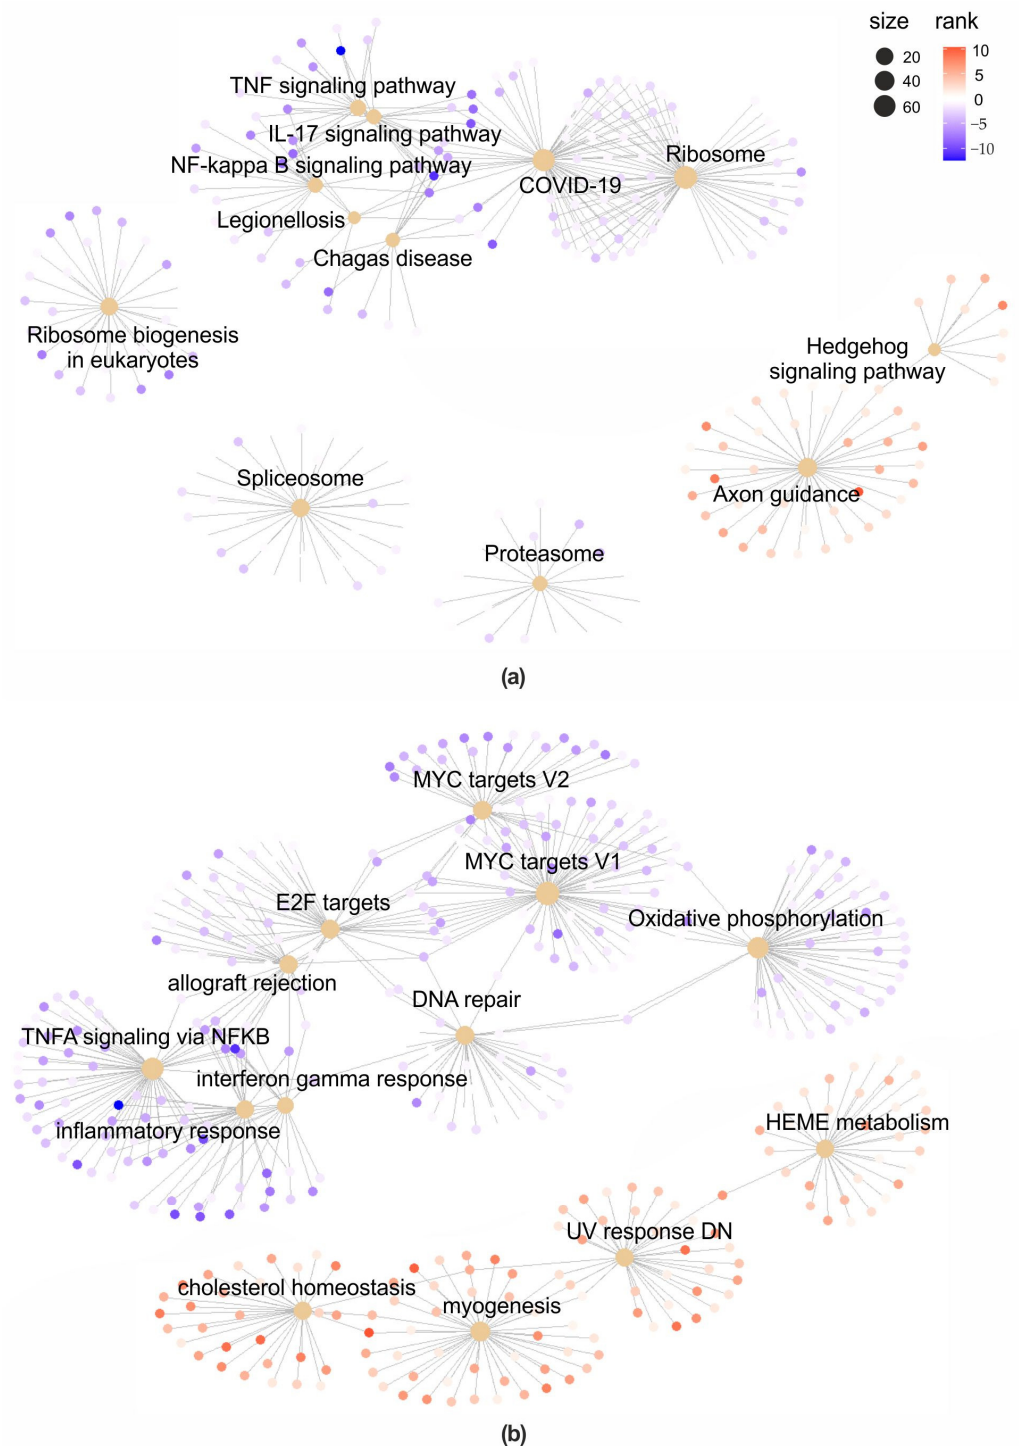 size rank
20
40
60
10
5
0
−5
−10
TNF signaling pathway
IL-17 signaling pathway
NF-kappa B signaling pathway
Ribosome
COVID-19
Legionellosis
Chagas disease
Ribosome biogenesis
in eukaryotes
Hedgehog
signaling pathway
Spliceosome
Axon guidance
Proteasome
(a)
MYC targets V2
MYC targets V1
E2F targets
Oxidative phosphorylation
allograft rejection
DNA repair
TNFA signaling via NFKB
interferon gamma response
inflammatory response
HEME metabolism
UV response DN
cholesterol homeostasis
myogenesis
(b)